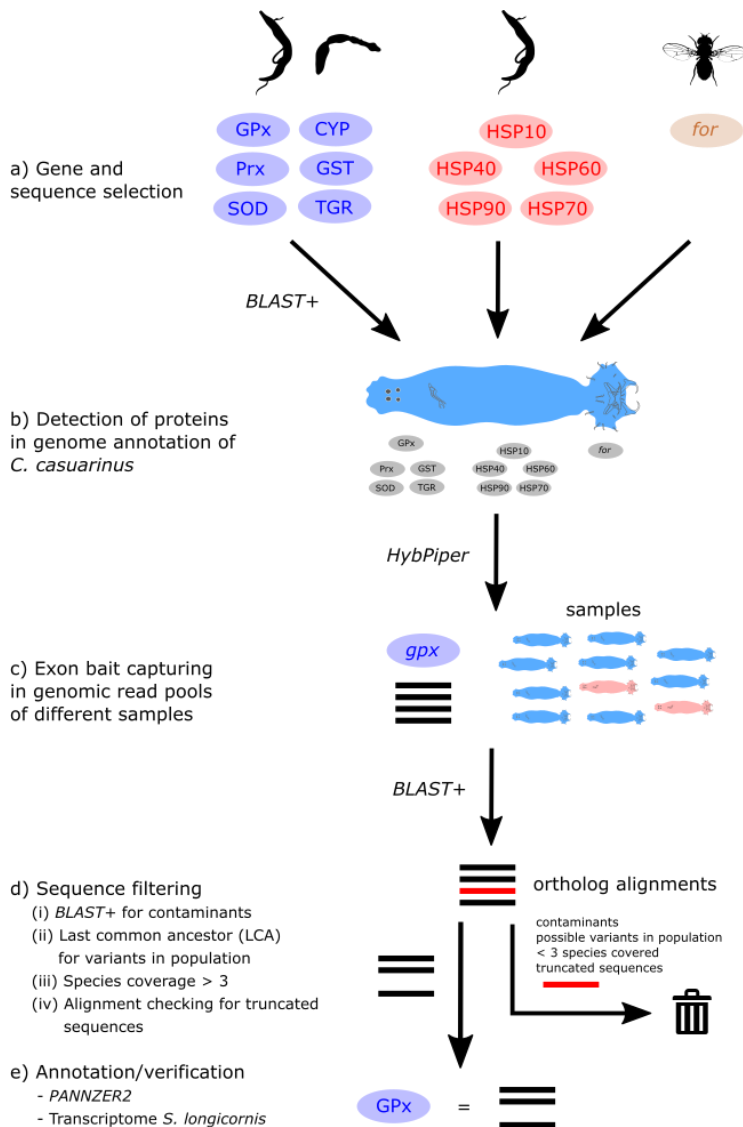 GPx CYP
HSP10
for
a) Gene and
sequence selection
Prx GST
HSP40 HSP60
SOD TGR
HSP90 HSP70
BLAST+
b) Detection of proteins
in genome annotation of
C. casuarinus
GPx
HSP10
for
Prx GST
HSP40 HSP60
SOD TGR
HSP90 HSP70
HybPiper
samples
gpx
c) Exon bait capturing
in genomic read pools
of different samples
BLAST+
d) Sequence filtering
(i) BLAST+ for contaminants
(ii) Last common ancestor (LCA)
for variants in population
(iii) Species coverage > 3
(iv) Alignment checking for truncated
sequences
ortholog alignments
contaminants
possible variants in population
< 3 species covered
truncated sequences
e) Annotation/verification
- PANNZER2
- Transcriptome S. longicornis
GPx =